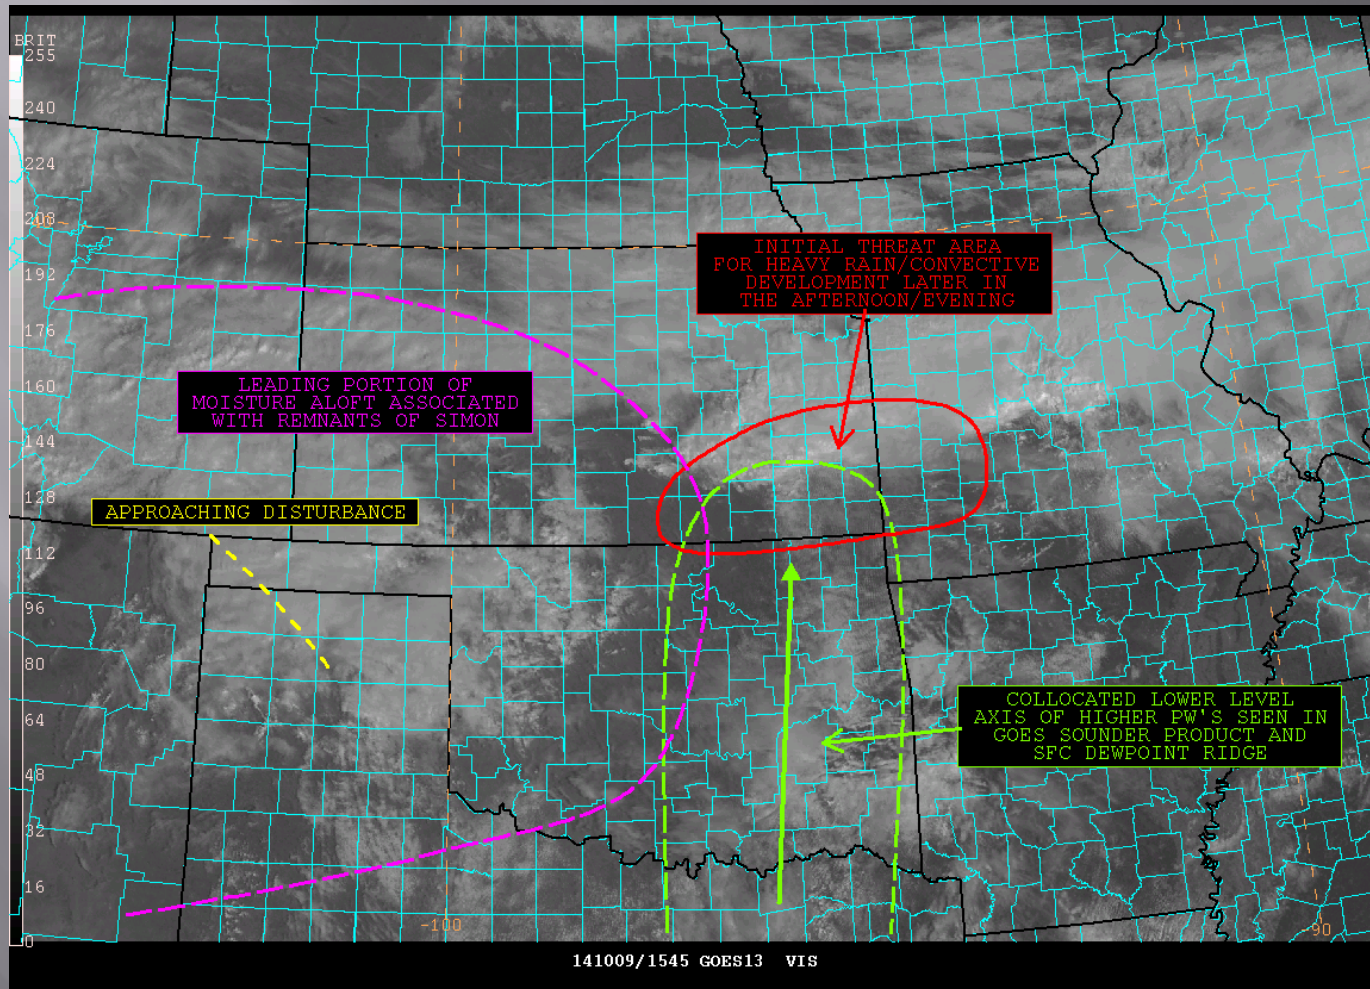 BRIT
255
240
224
208
192
176
160
144
128
112
96
80
64
48
32
16
0
INITIAL THREAT AREA
FOR HEAVY RAIN/CONVECTIVE
DEVELOPMENT LATER IN
THE AFTERNOON/EVENING
LEADING PORTION OF
MOISTURE ALOFT ASSOCIATED
WITH REMNANTS OF SIMON
APPROACHING DISTURBANCE
COLLOCATED LOWER LEVEL
AXIS OF HIGHER PW'S SEEN IN
GOES SOUNDER PRODUCT AND
SFC DEWPOINT RIDGE
-100
-90
141009/1545 GOES13 VIS